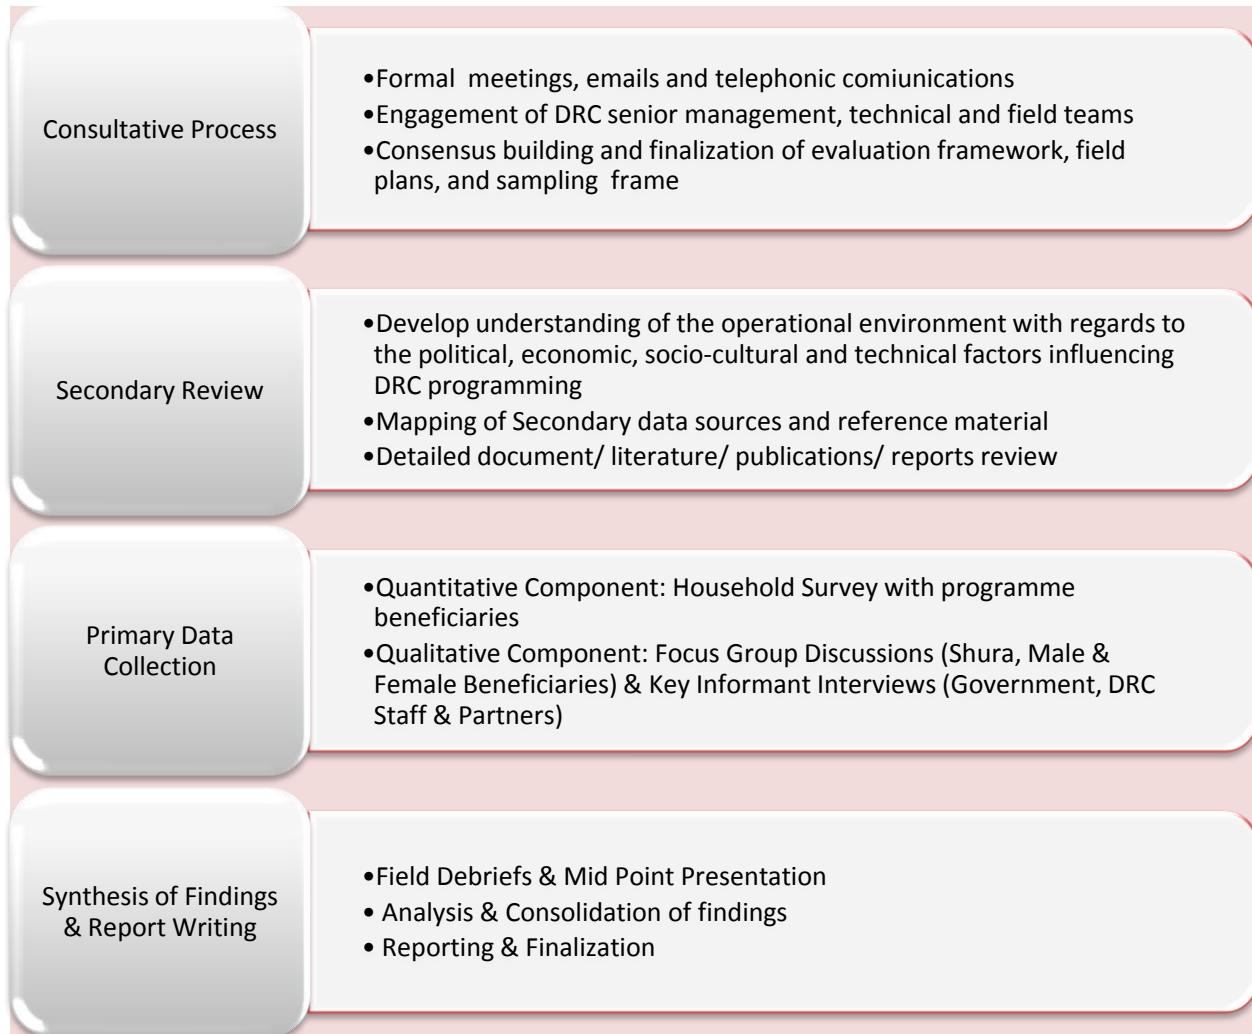 Consultative Process
•Formal  meetings, emails and telephonic comiunications
•Engagement of DRC senior management, technical and field teams
•Consensus building and finalization of evaluation framework, field
plans, and sampling  frame
Secondary Review
•Develop understanding of the operational environment with regards to
the political, economic, socio-cultural and technical factors influencing
DRC programming
•Mapping of Secondary data sources and reference material
•Detailed document/ literature/ publications/ reports review
Primary Data
Collection
•Quantitative Component: Household Survey with programme
beneficiaries
•Qualitative Component: Focus Group Discussions (Shura, Male &
Female Beneficiaries) & Key Informant Interviews (Government, DRC
Staff & Partners)
Synthesis of Findings
& Report Writing
•Field Debriefs & Mid Point Presentation
• Analysis & Consolidation of findings
• Reporting & Finalization